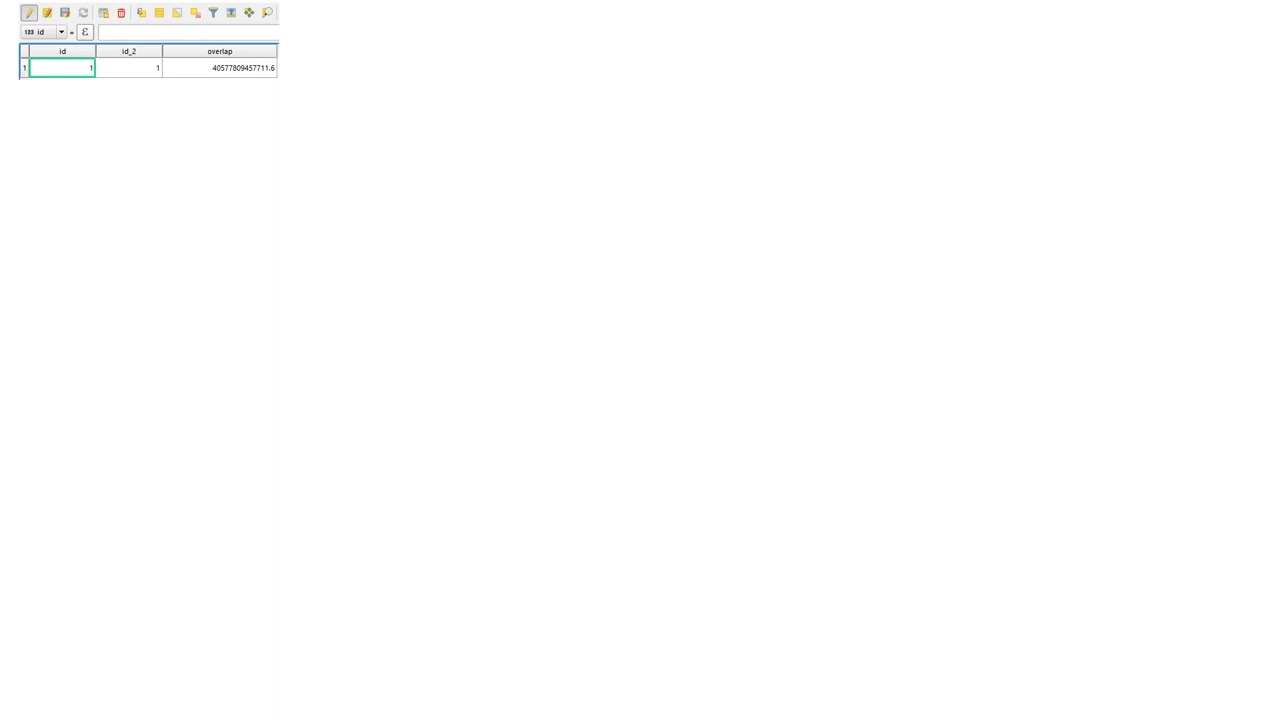 123 id = ε
id id_2 overlap
1 1 1 40577809457711.6